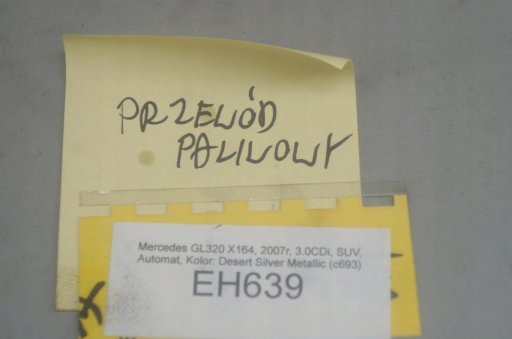 PRZEWÓD
PALIWOWY
Mercedes GL320 X164, 2007r, 3.0CDi, SUV,
Automat, Kolor: Desert Silver Metallic (c693)
EH639